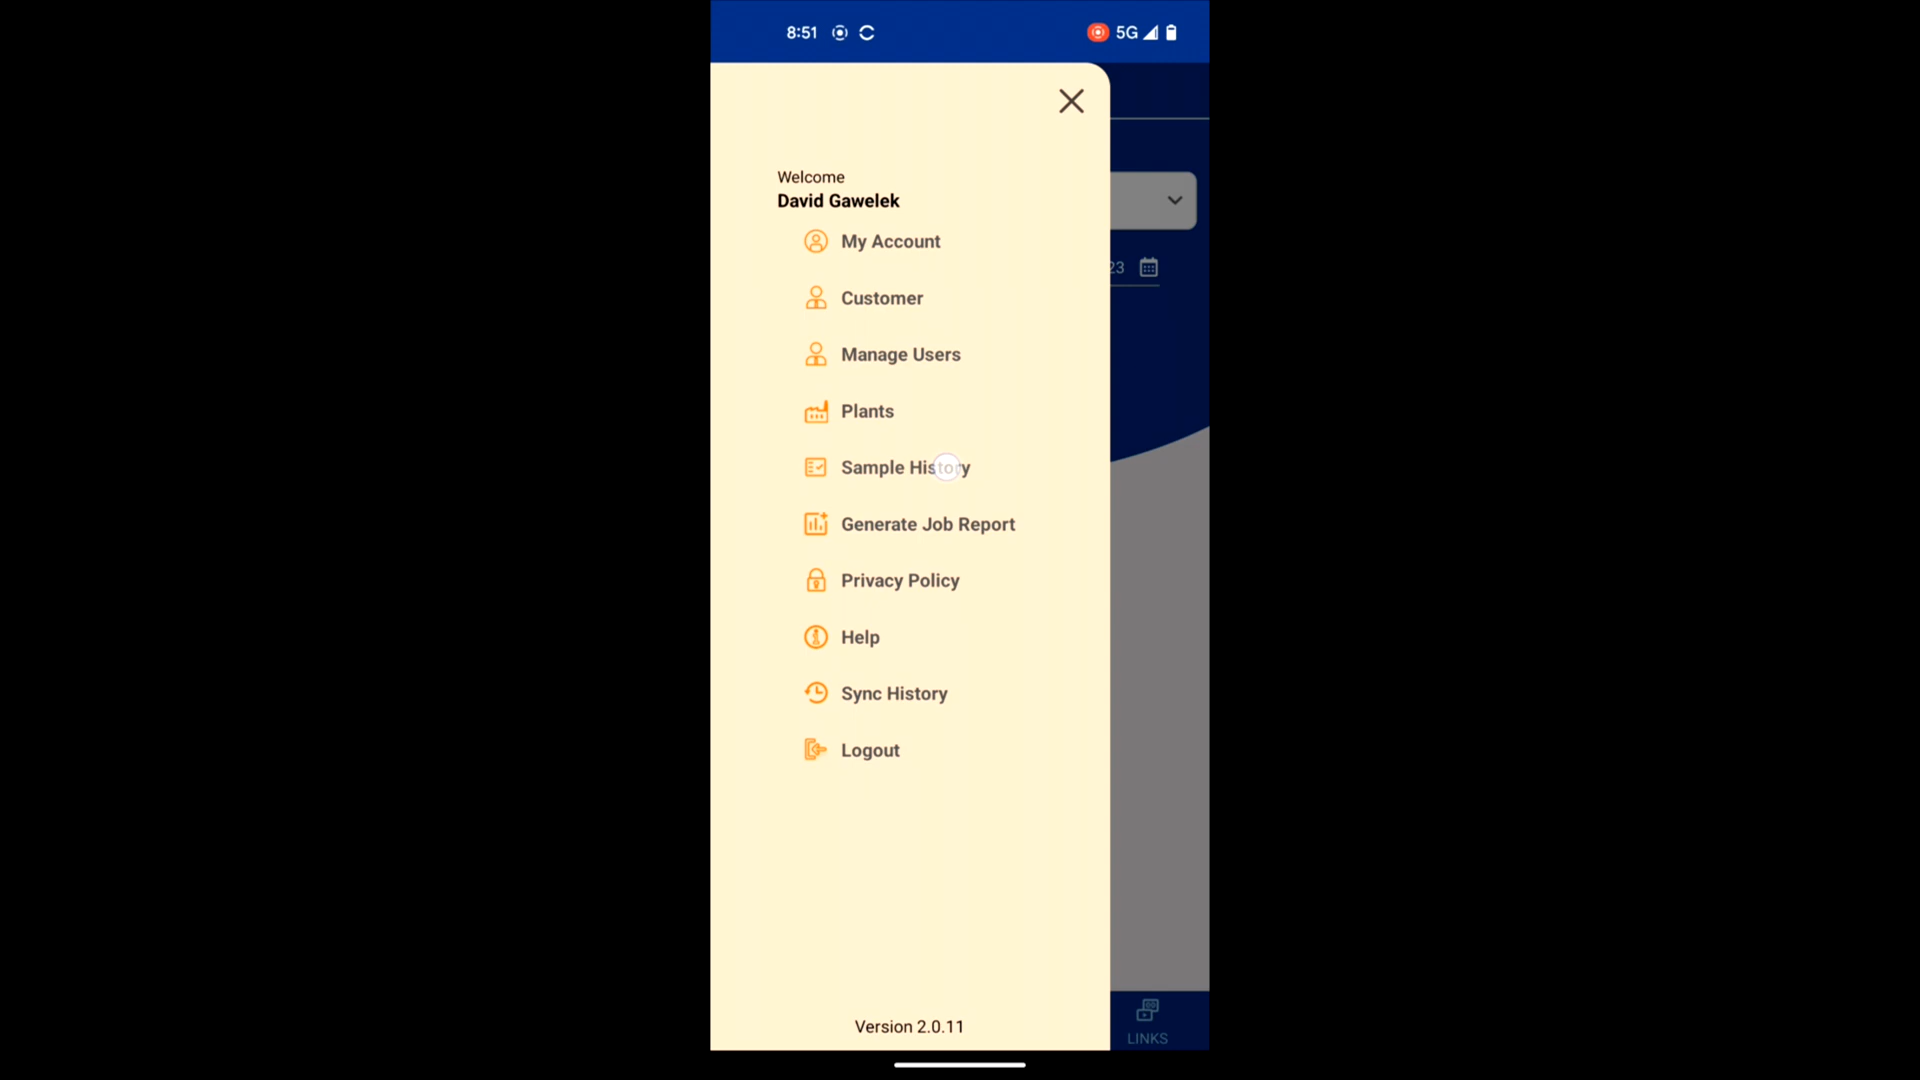 8:51
5G
Welcome
David Gawelek
My Account
23
Customer
Manage Users
Plants
Sample History
Generate Job Report
Privacy Policy
Help
Sync History
Logout
Version 2.0.11
LINKS